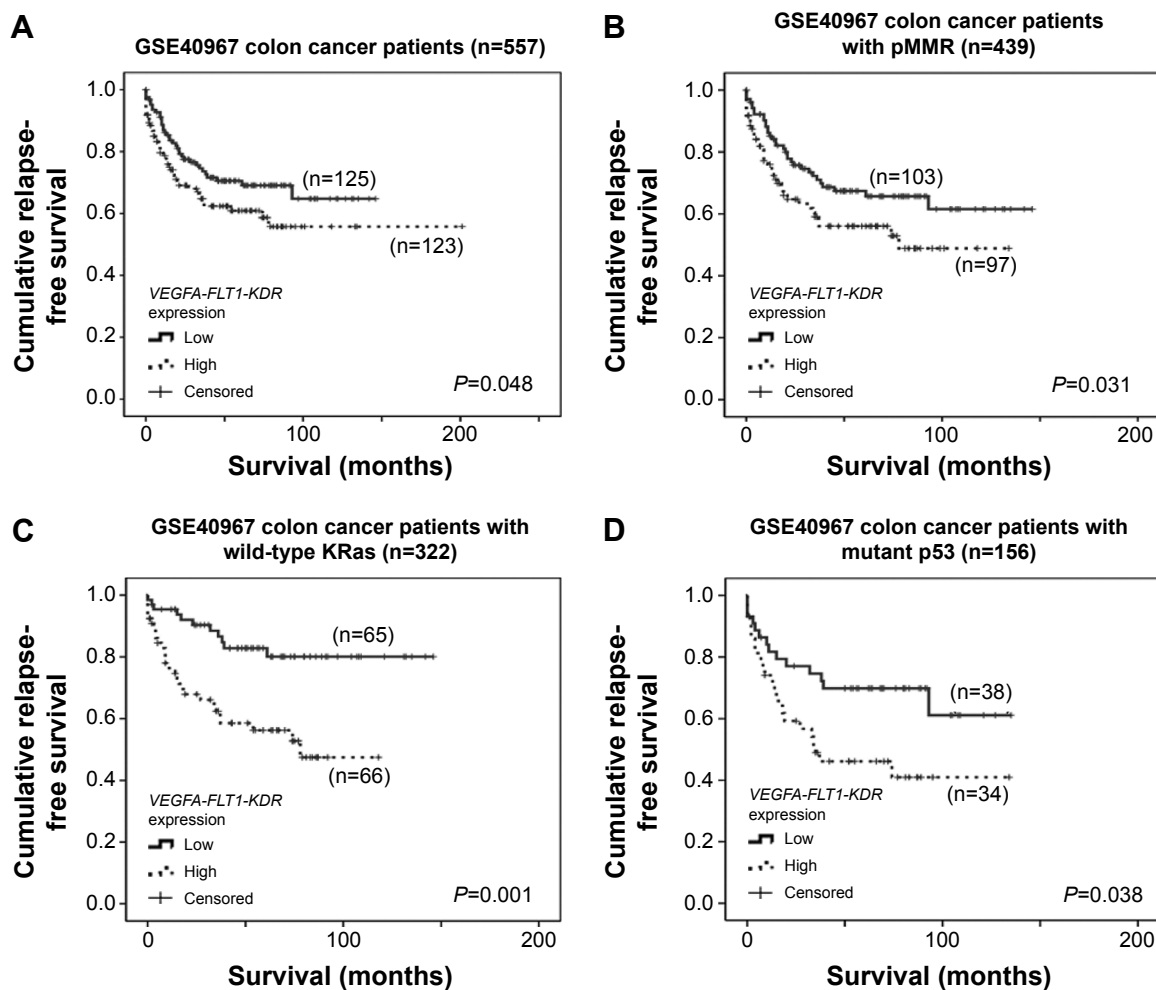 A
GSE40967 colon cancer patients (n=557)
Cumulative relapse-
free survival
1.0
0.8
0.6
0.4
0.2
0.0
(n=125)
(n=123)
VEGFA-FLT1-KDR
expression
Low
High
Censored
P=0.048
0
100
200
Survival (months)
B
GSE40967 colon cancer patients
with pMMR (n=439)
Cumulative relapse-
free survival
1.0
0.8
0.6
0.4
0.2
0.0
(n=103)
(n=97)
VEGFA-FLT1-KDR
expression
Low
High
Censored
P=0.031
0
100
200
Survival (months)
C
GSE40967 colon cancer patients with
wild-type KRas (n=322)
Cumulative relapse-
free survival
1.0
0.8
0.6
0.4
0.2
0.0
(n=65)
(n=66)
VEGFA-FLT1-KDR
expression
Low
High
Censored
P=0.001
0
100
200
Survival (months)
D
GSE40967 colon cancer patients with
mutant p53 (n=156)
Cumulative relapse-
free survival
1.0
0.8
0.6
0.4
0.2
0.0
(n=38)
(n=34)
VEGFA-FLT1-KDR
expression
Low
High
Censored
P=0.038
0
100
200
Survival (months)